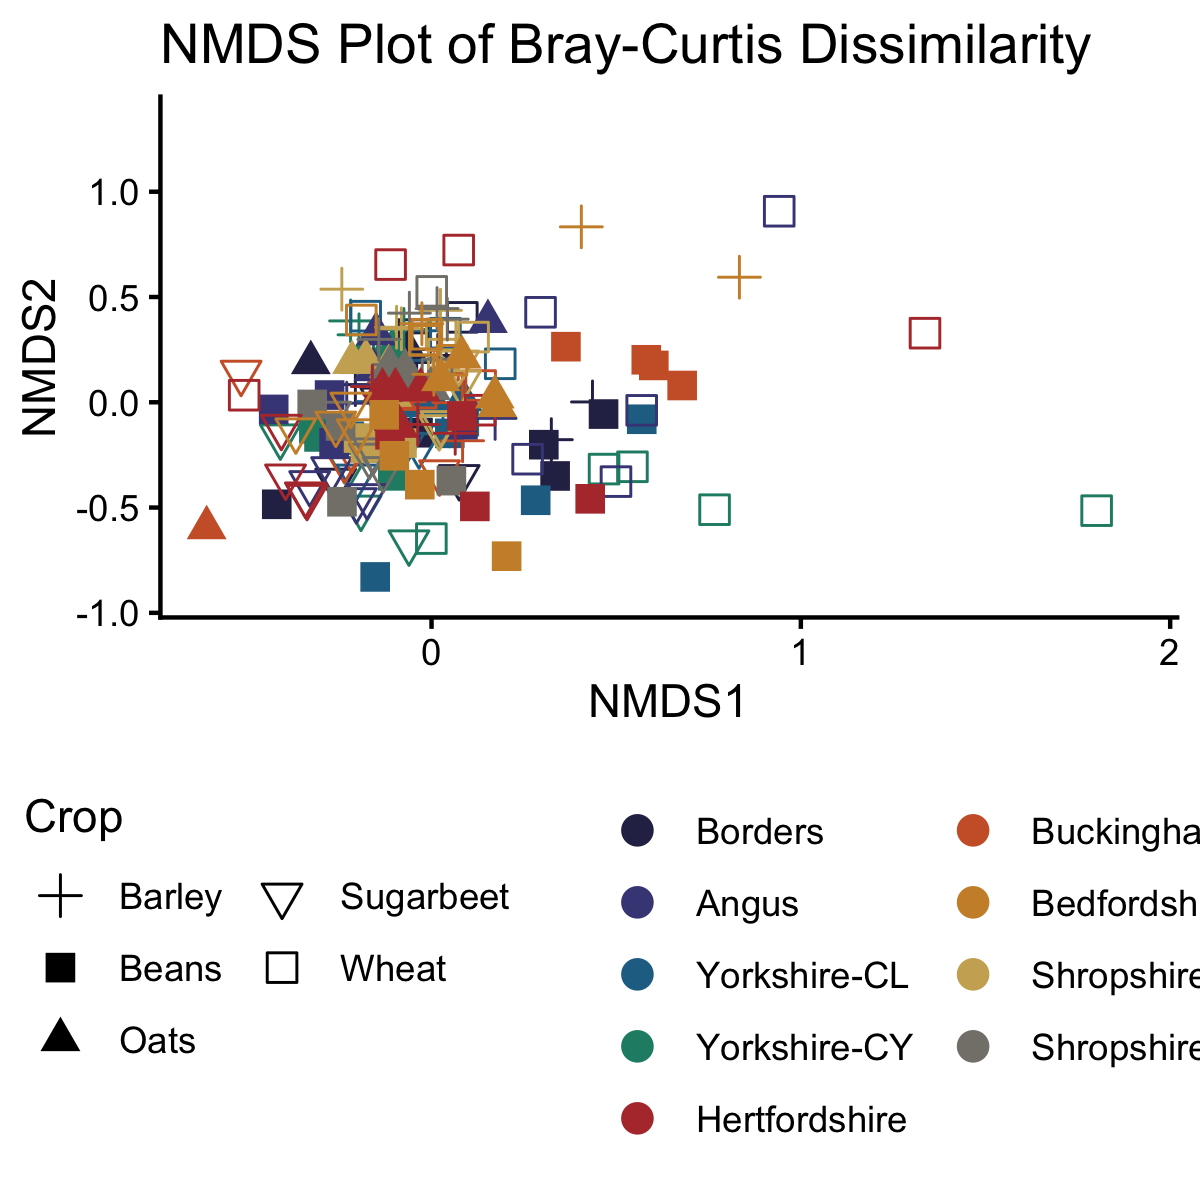 NMDS Plot of Bray-Curtis Dissimilarity
NMDS2
1.0
0.5
0.0
-0.5
-1.0
0 1 2
NMDS1
Crop
Barley
Beans
Oats
Sugarbeet
Wheat
Borders
Angus
Yorkshire-CL
Yorkshire-CY
Hertfordshire
Buckingha
Bedfordsh
Shropshire
Shropshire